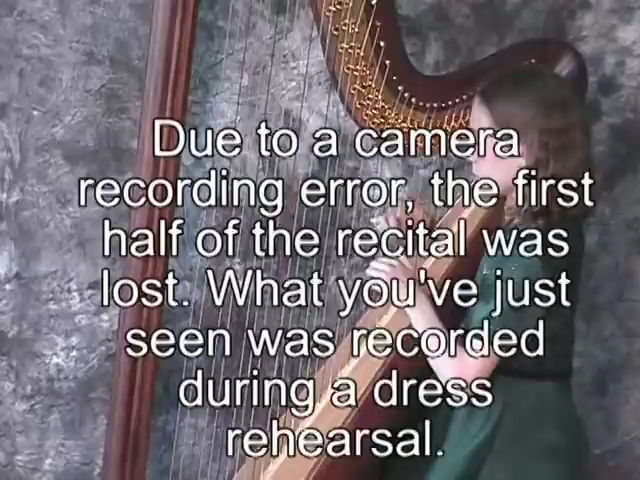 Due to a camera
recording error, the first
half of the recital was
lost. What you've just
seen was recorded
during a dress
rehearsal.